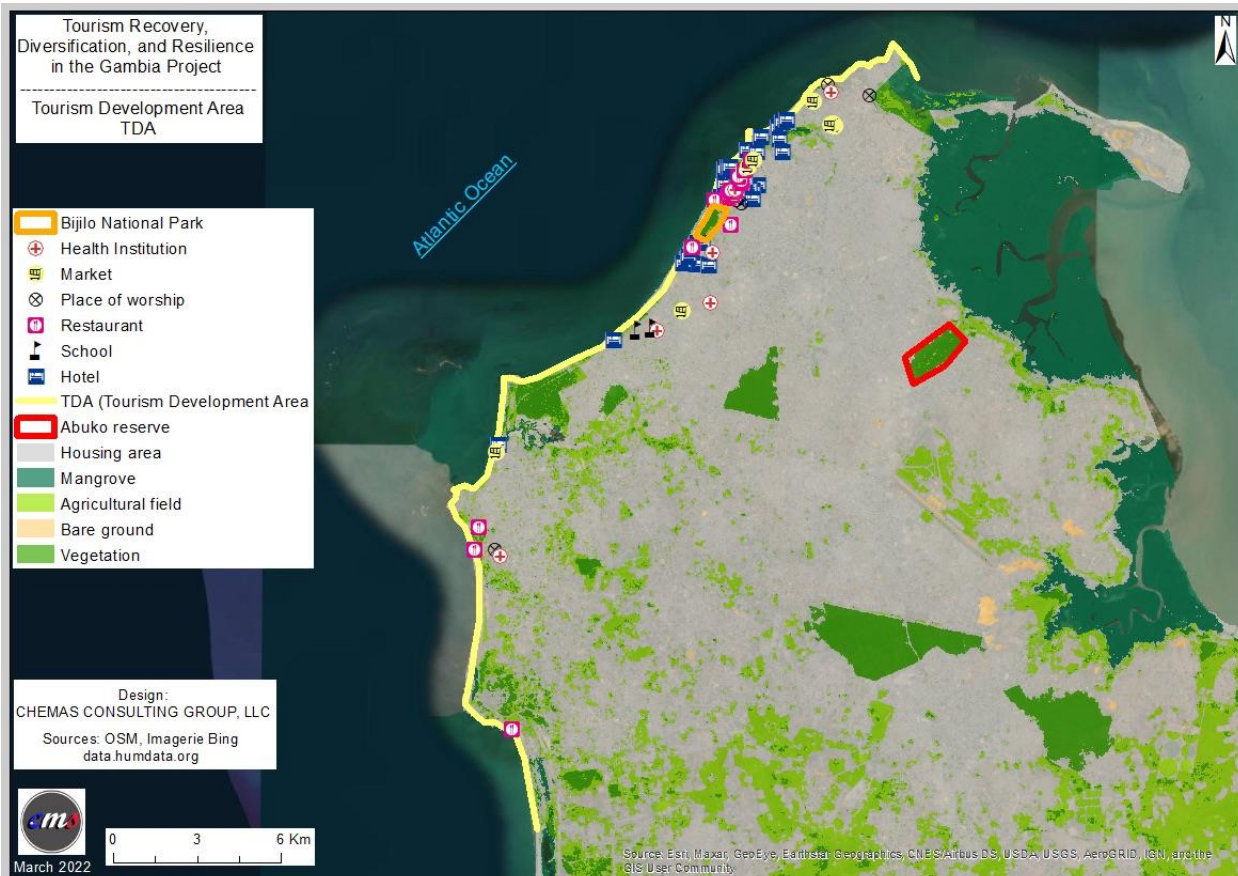 Tourism Recovery,
Diversification, and Resilience
in the Gambia Project
----------------------------------------
Tourism Development Area
TDA
N
Atlantic Ocean
Bijilo National Park
Health Institution
Market
Place of worship
Restaurant
School
Hotel
TDA (Tourism Development Area
Abuko reserve
Housing area
Mangrove
Agricultural field
Bare ground
Vegetation
Design:
CHEMAS CONSULTING GROUP, LLC
Sources: OSM, Imagerie Bing
data.humdata.org
cms
March 2022
0 3 6 Km
Source: Esri, Maxar, GeoEye, Earthstar Geographics, CNES/Airbus DS, USDA, USGS, AeroGRID, IGN, and the
GIS User Community